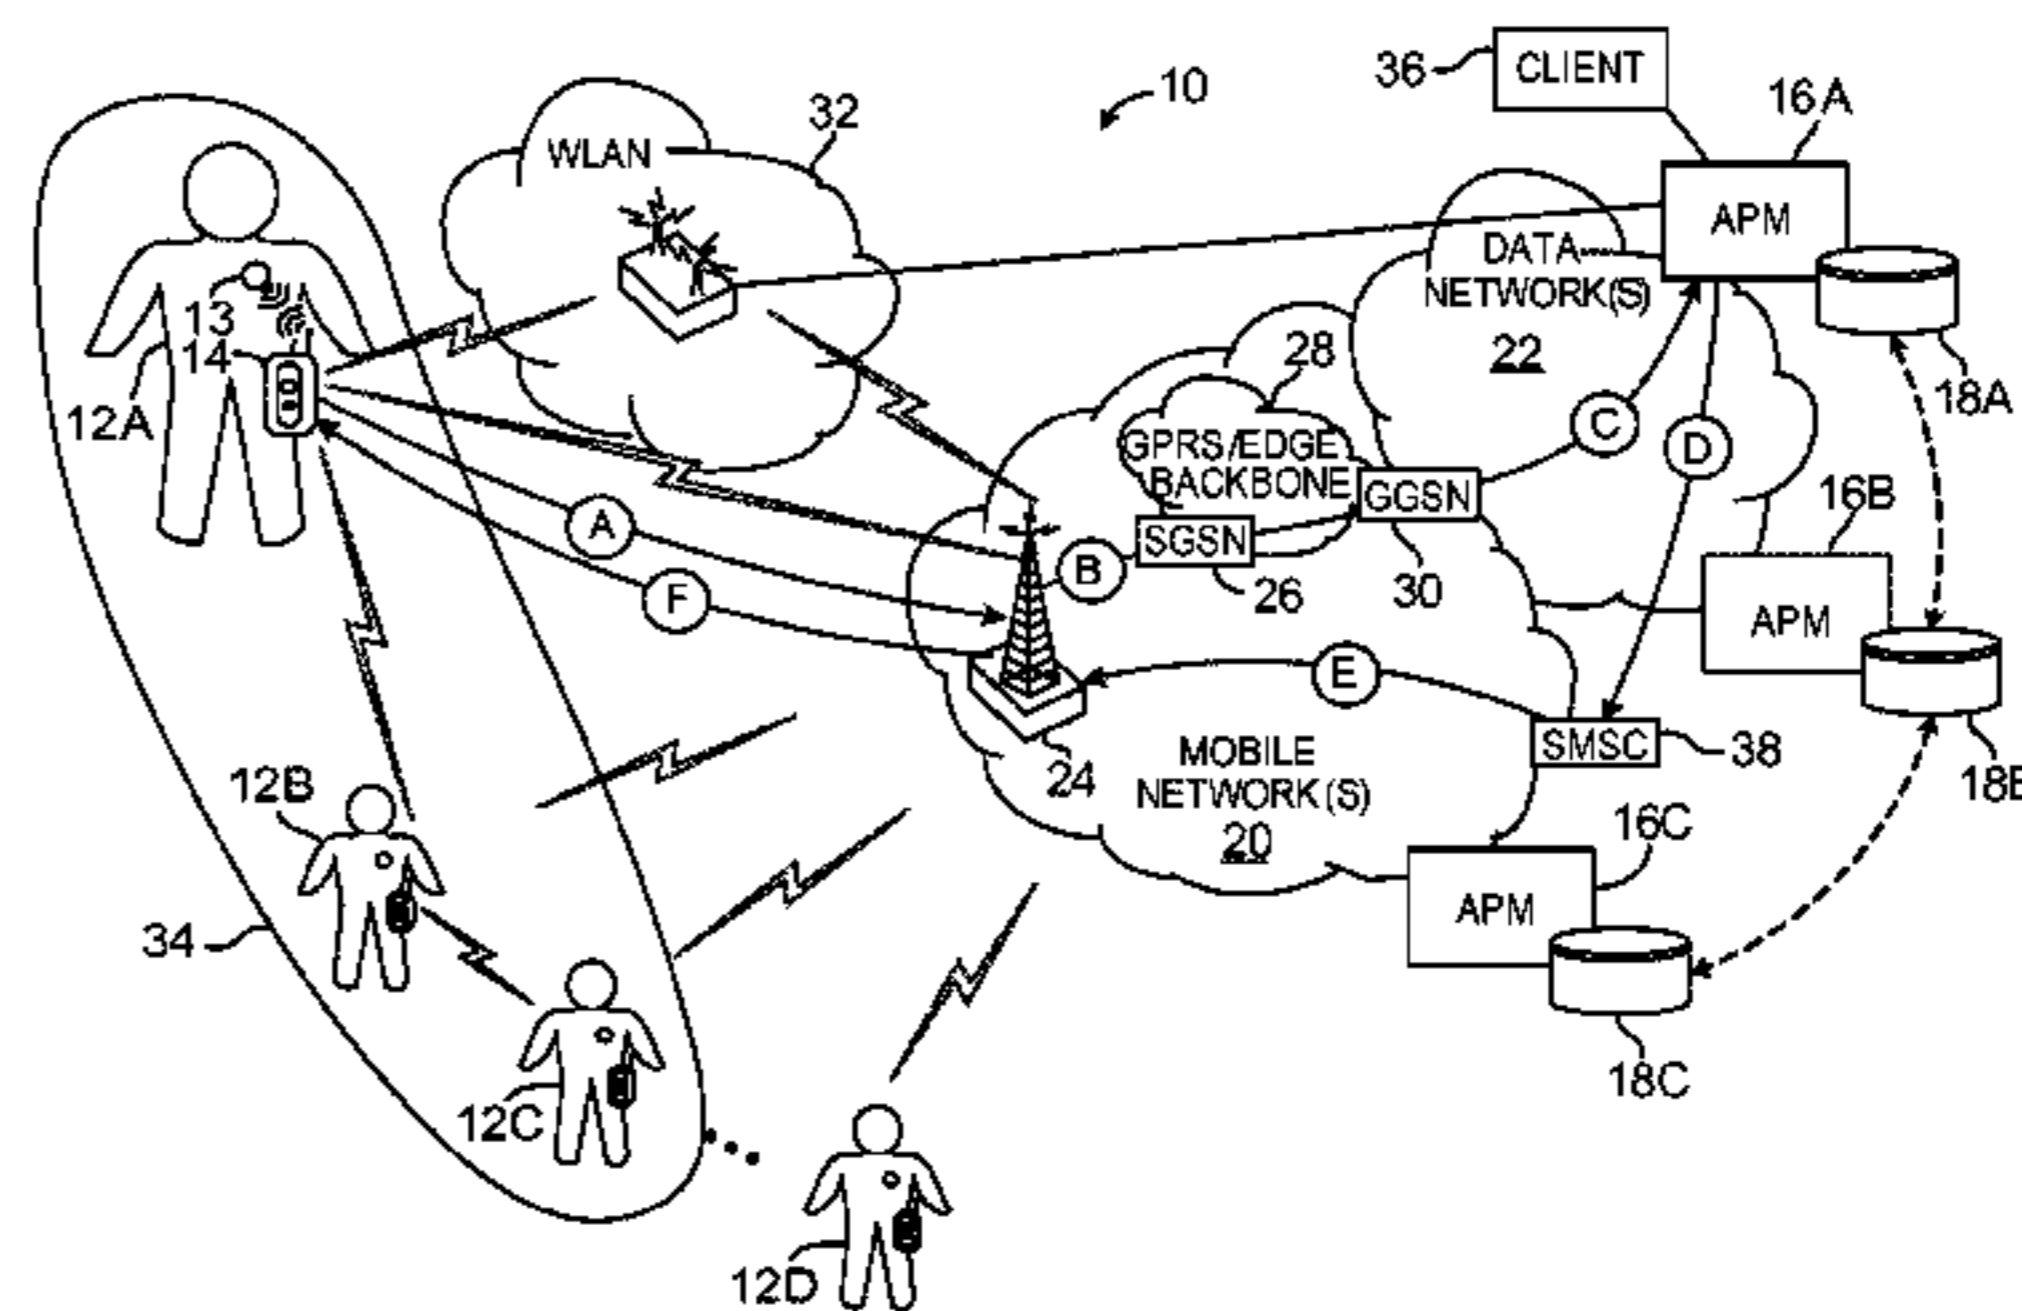 36
CLIENT
10
16A
32
WLAN
APM
DATA
NETWORK(S)
22
13
14
28
18A
12A
C
D
GPRS/EDGE
BACKBONE
GGSN
16B
A
SGSN
B
26
30
F
APM
E
SMSC
38
MOBILE
NETWORK(S)
20
24
18B
12B
16C
34
APM
12C
18C
12D